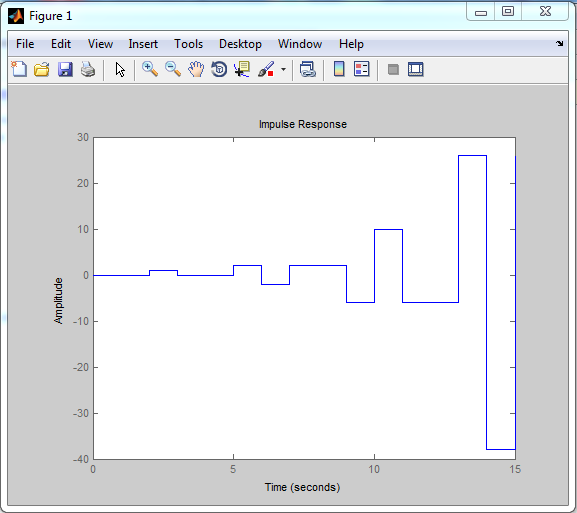 Figure 1
File Edit View Insert Tools Desktop Window Help
Impulse Response
30
20
10
0
-10
-20
-30
-40
Amplitude
0 5 10 15
Time (seconds)